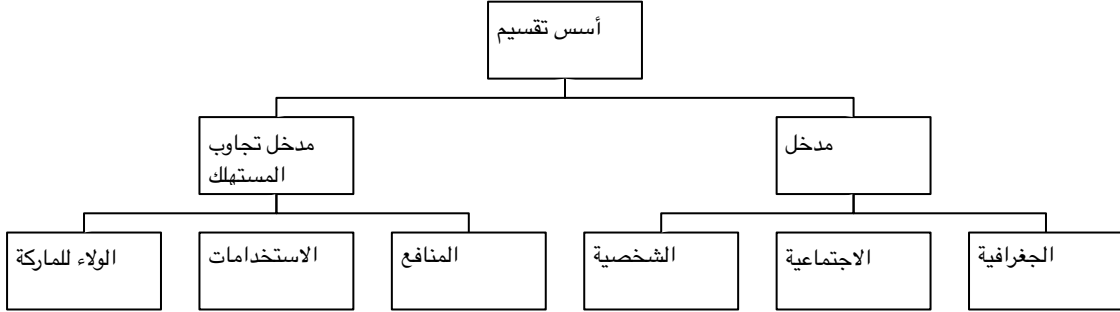 أسس تقسيم
مدخل
مدخل تجاوب
المستهلك
الجغرافية
الاجتماعية
الشخصية
المنافع
الاستخدامات
الولاء للماركة